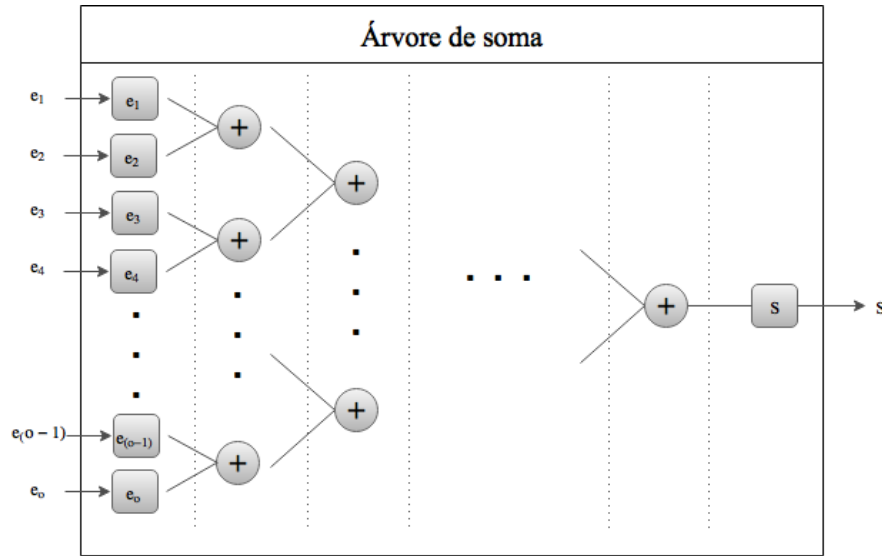 Árvore de soma
e₁ e₁
+
e₂ e₂
+
e₃ e₃
+
e₄ e₄
+ s s
+
e(o − 1) e₍ₒ₋₁₎
+
eₒ eₒ